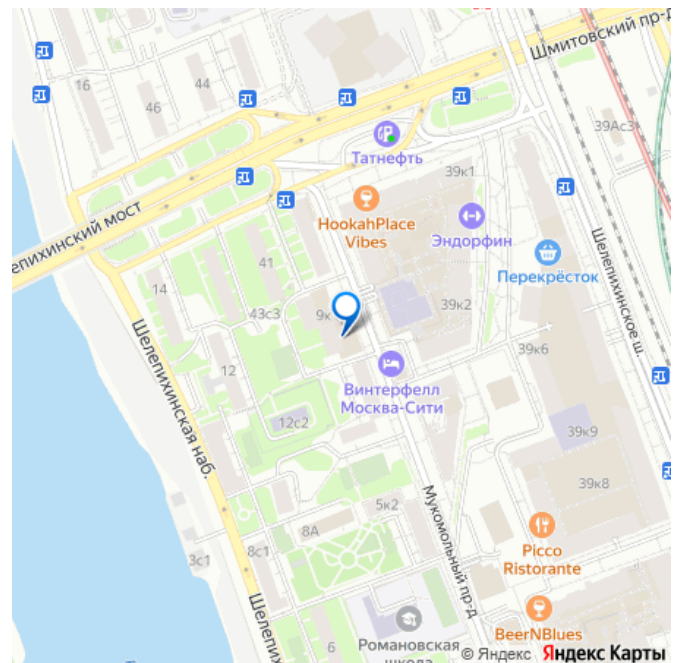 Шмитовский пр-д
16
44
46
39Ас3
Татнефть
39к1
HookahPlace
Vibes
Эндорфин
Шелепихинское ш.
епихинский мост
41
Перекрёсток
14
43с3
9к
39к2
39к6
12
Винтерфелл
Москва-Сити
Шелепихинская наб.
12с2
39к9
39к8
5к2
Мукомольный пр-д
8А
Picco
Ristorante
8с1
3с1
Шелепихи
6
BeerNBlues
Романовская
школа
© Яндекс Яндекс Карты